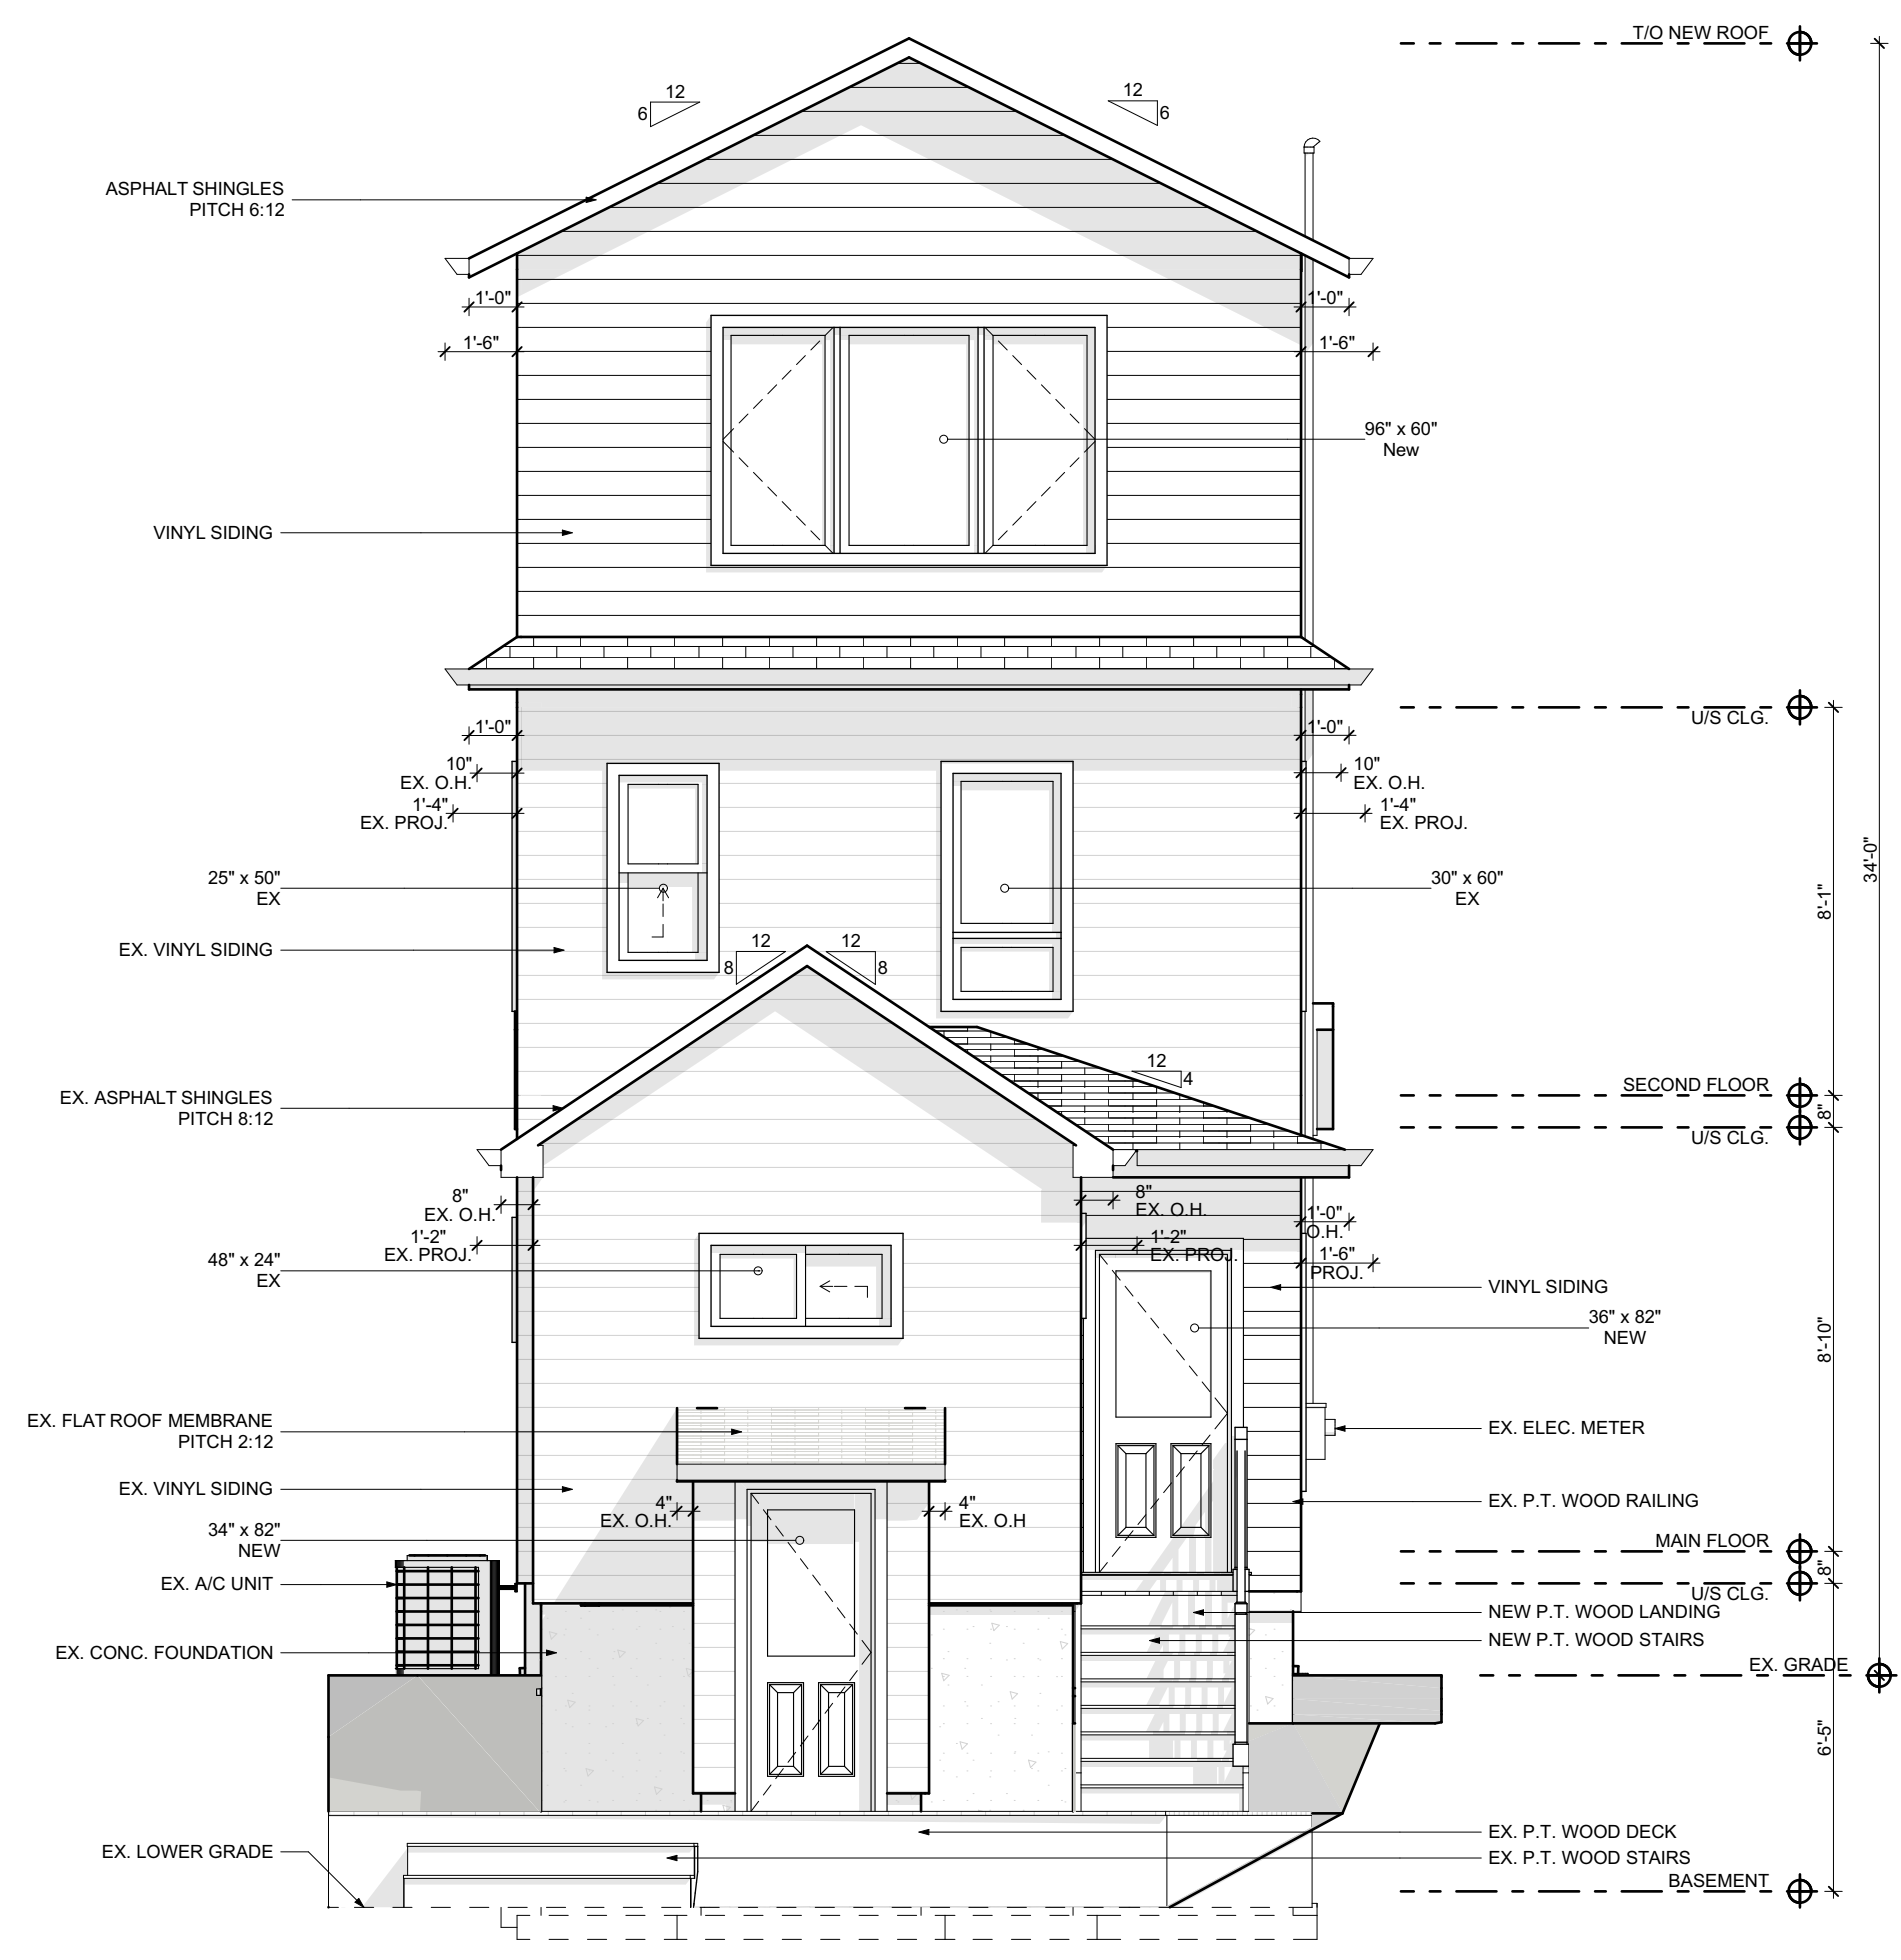 T/O NEW ROOF
12
6
12
6
ASPHALT SHINGLES
PITCH 6:12
1'-0"
1'-0"
1'-6"
1'-6"
96" x 60"
New
VINYL SIDING
U/S CLG.
1'-0"
1'-0"
10"
EX. O.H.
10"
EX. O.H.
1'-4"
EX. PROJ.
1'-4"
EX. PROJ.
34'-0"
25" x 50"
EX
30" x 60"
EX
8'-1"
EX. VINYL SIDING
12
8
12
8
12
4
EX. ASPHALT SHINGLES
PITCH 8:12
SECOND FLOOR
8"
U/S CLG.
8"
EX. O.H.
8"
EX. O.H.
1'-0"
O.H.
1'-2"
EX. PROJ.
1'-2"
EX. PROJ.
1'-6"
PROJ.
48" x 24"
EX
VINYL SIDING
36" x 82"
NEW
8'-10"
EX. FLAT ROOF MEMBRANE
PITCH 2:12
EX. ELEC. METER
EX. VINYL SIDING
4"
EX. O.H.
4"
EX. O.H
EX. P.T. WOOD RAILING
34" x 82"
NEW
MAIN FLOOR
8"
U/S CLG.
EX. A/C UNIT
NEW P.T. WOOD LANDING
NEW P.T. WOOD STAIRS
EX. CONC. FOUNDATION
EX. GRADE
6'-5"
EX. P.T. WOOD DECK
EX. LOWER GRADE
EX. P.T. WOOD STAIRS
BASEMENT